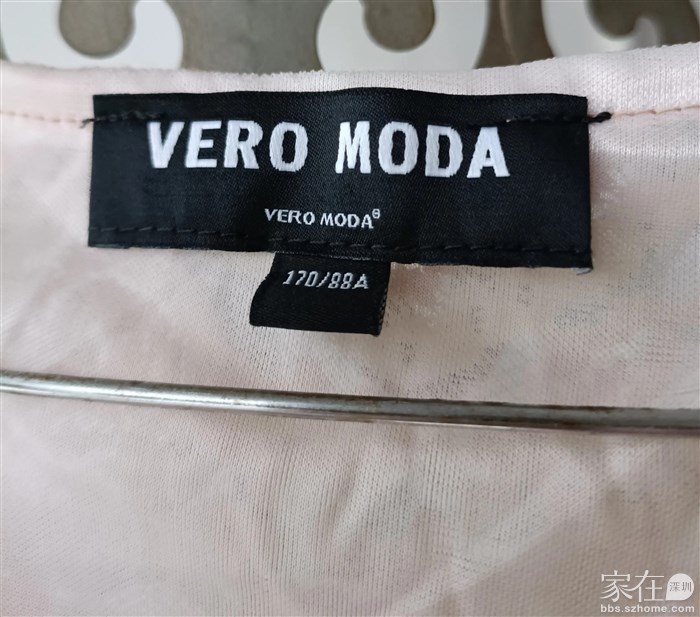 VERO MODA
VERO MODA®
170/88A
家在深圳
bbs.szhome.com